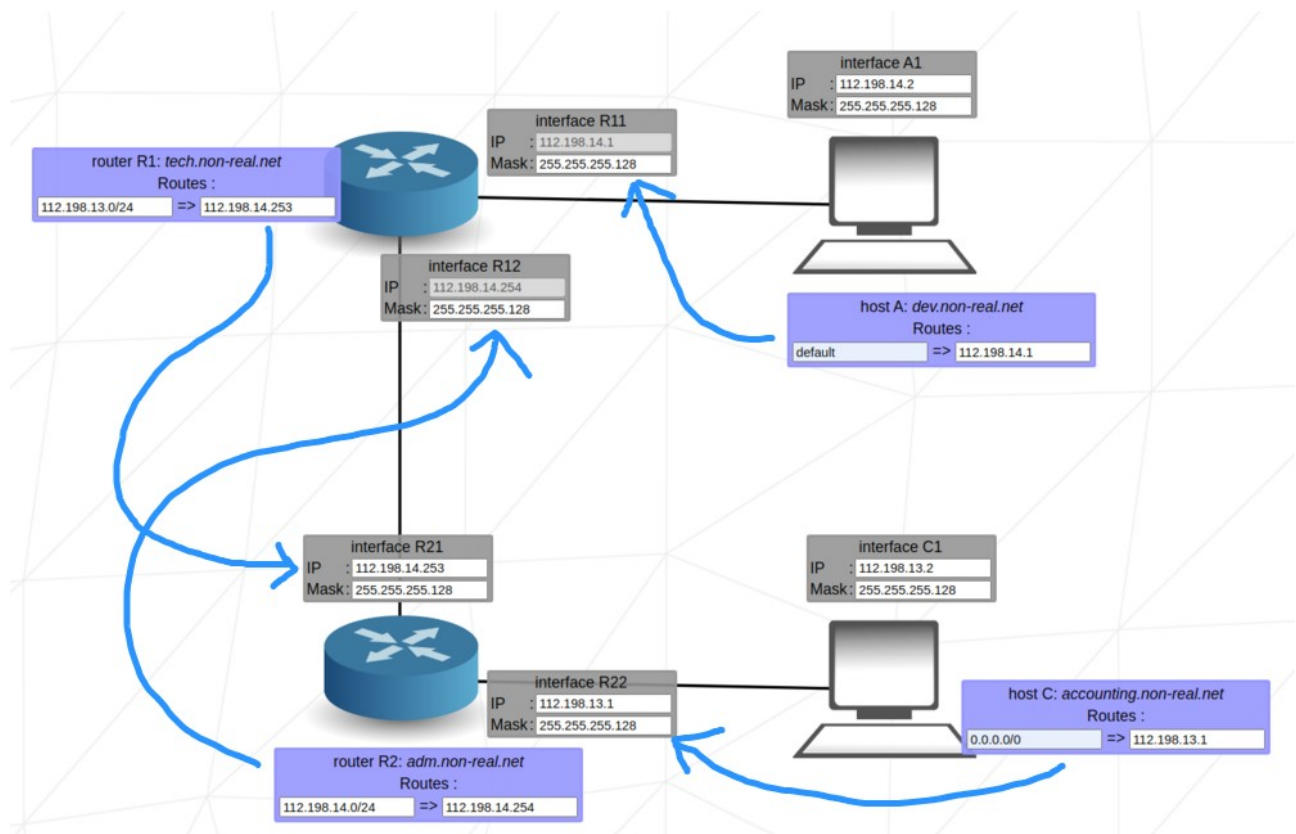 interface A1
IP : 112.198.14.2
Mask : 255.255.255.128
interface R11
IP : 112.198.14.1
Mask : 255.255.255.128
router R1: tech.non-real.net
Routes :
112.198.13.0/24 => 112.198.14.253
interface R12
IP : 112.198.14.254
Mask : 255.255.255.128
host A: dev.non-real.net
Routes :
default => 112.198.14.1
interface R21
IP : 112.198.14.253
Mask : 255.255.255.128
interface C1
IP : 112.198.13.2
Mask : 255.255.255.128
interface R22
IP : 112.198.13.1
Mask : 255.255.255.128
host C: accounting.non-real.net
Routes :
0.0.0.0/0 => 112.198.13.1
router R2: adm.non-real.net
Routes :
112.198.14.0/24 => 112.198.14.254